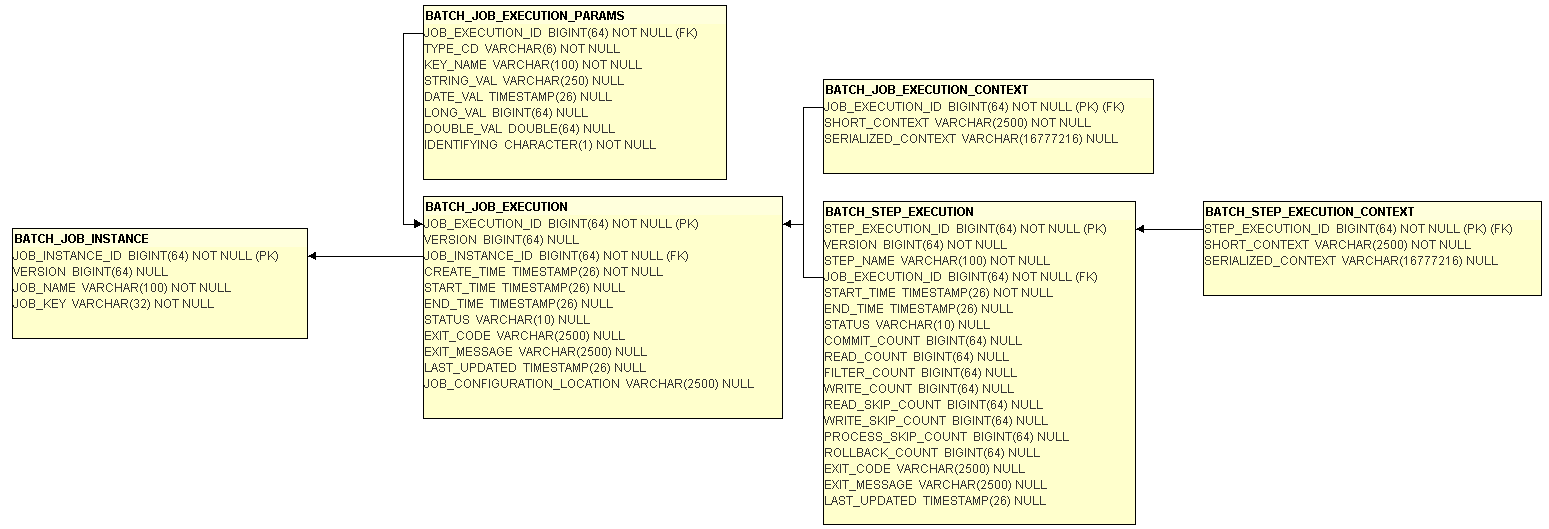 BATCH_JOB_EXECUTION_PARAMS
JOB_EXECUTION_ID BIGINT(64) NOT NULL (FK)
TYPE_CD VARCHAR(6) NOT NULL
KEY_NAME VARCHAR(100) NOT NULL
STRING_VAL VARCHAR(250) NULL
DATE_VAL TIMESTAMP(26) NULL
LONG_VAL BIGINT(64) NULL
DOUBLE_VAL DOUBLE(64) NULL
IDENTIFYING CHARACTER(1) NOT NULL
BATCH_JOB_EXECUTION_CONTEXT
JOB_EXECUTION_ID BIGINT(64) NOT NULL (PK) (FK)
SHORT_CONTEXT VARCHAR(2500) NOT NULL
SERIALIZED_CONTEXT VARCHAR(16777216) NULL
BATCH_JOB_INSTANCE
JOB_INSTANCE_ID BIGINT(64) NOT NULL (PK)
VERSION BIGINT(64) NULL
JOB_NAME VARCHAR(100) NOT NULL
JOB_KEY VARCHAR(32) NOT NULL
BATCH_JOB_EXECUTION
JOB_EXECUTION_ID BIGINT(64) NOT NULL (PK)
VERSION BIGINT(64) NULL
JOB_INSTANCE_ID BIGINT(64) NOT NULL (FK)
CREATE_TIME TIMESTAMP(26) NOT NULL
START_TIME TIMESTAMP(26) NULL
END_TIME TIMESTAMP(26) NULL
STATUS VARCHAR(10) NULL
EXIT_CODE VARCHAR(2500) NULL
EXIT_MESSAGE VARCHAR(2500) NULL
LAST_UPDATED TIMESTAMP(26) NULL
JOB_CONFIGURATION_LOCATION VARCHAR(2500) NULL
BATCH_STEP_EXECUTION
STEP_EXECUTION_ID BIGINT(64) NOT NULL (PK)
VERSION BIGINT(64) NOT NULL
STEP_NAME VARCHAR(100) NOT NULL
JOB_EXECUTION_ID BIGINT(64) NOT NULL (FK)
START_TIME TIMESTAMP(26) NOT NULL
END_TIME TIMESTAMP(26) NULL
STATUS VARCHAR(10) NULL
COMMIT_COUNT BIGINT(64) NULL
READ_COUNT BIGINT(64) NULL
FILTER_COUNT BIGINT(64) NULL
WRITE_COUNT BIGINT(64) NULL
READ_SKIP_COUNT BIGINT(64) NULL
WRITE_SKIP_COUNT BIGINT(64) NULL
PROCESS_SKIP_COUNT BIGINT(64) NULL
ROLLBACK_COUNT BIGINT(64) NULL
EXIT_CODE VARCHAR(2500) NULL
EXIT_MESSAGE VARCHAR(2500) NULL
LAST_UPDATED TIMESTAMP(26) NULL
BATCH_STEP_EXECUTION_CONTEXT
STEP_EXECUTION_ID BIGINT(64) NOT NULL (PK) (FK)
SHORT_CONTEXT VARCHAR(2500) NOT NULL
SERIALIZED_CONTEXT VARCHAR(16777216) NULL